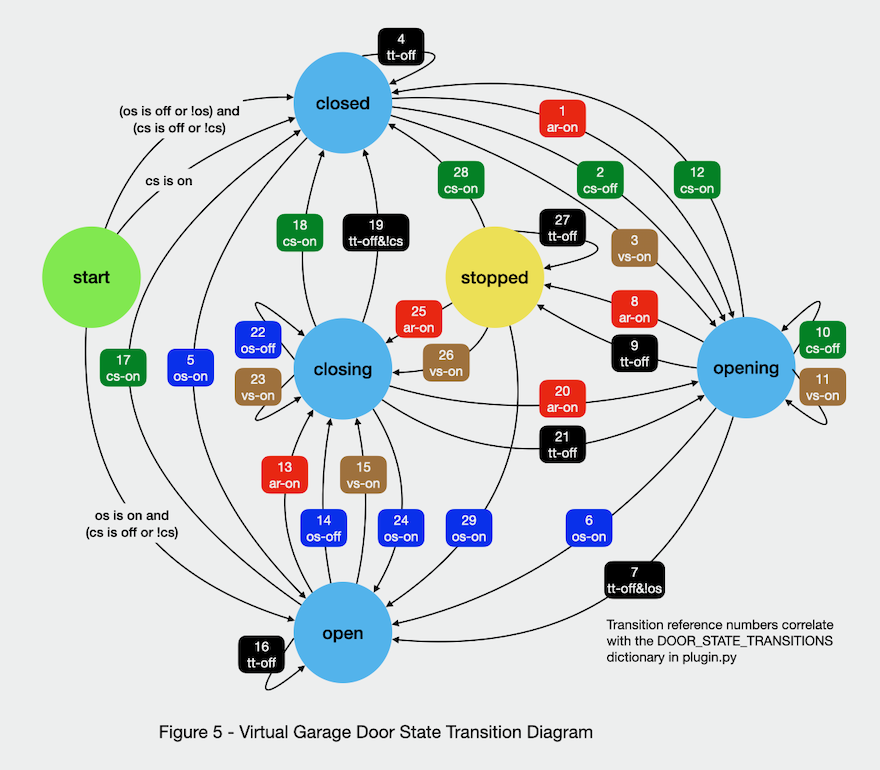 4
tt-off
closed
(os is off or !os) and
(cs is off or !cs)
1
ar-on
cs is on
28
cs-on
2
cs-off
12
cs-on
18
cs-on
19
tt-off&!cs
27
tt-off
3
vs-on
start
stopped
8
ar-on
25
ar-on
22
os-off
10
cs-off
9
tt-off
17
cs-on
5
os-on
26
vs-on
closing
opening
23
vs-on
11
vs-on
20
ar-on
21
tt-off
13
ar-on
15
vs-on
os is on and
(cs is off or !cs)
14
os-off
24
os-on
29
os-on
6
os-on
7
tt-off&!os
open
16
tt-off
Transition reference numbers correlate
with the DOOR_STATE_TRANSITIONS
dictionary in plugin.py
Figure 5 - Virtual Garage Door State Transition Diagram